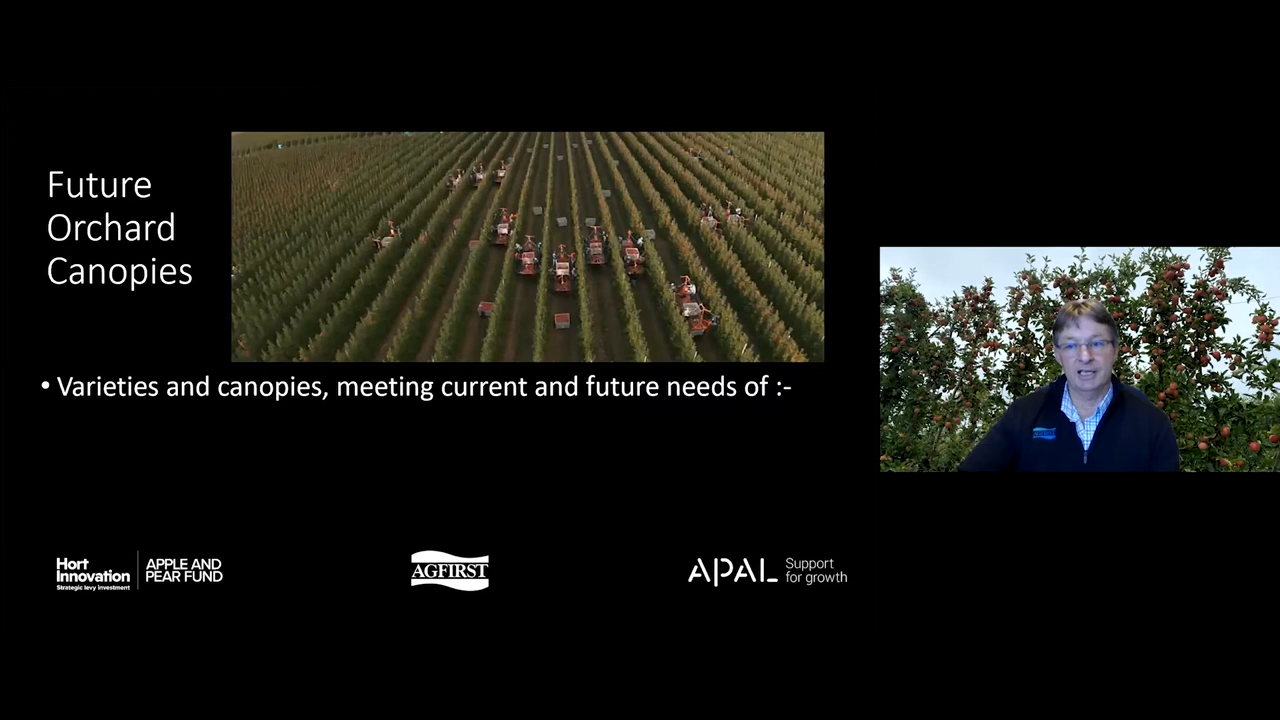 Future
Orchard
Canopies
• Varieties and canopies, meeting current and future needs of :-
Hort
Innovation
Strategic levy investment
APPLE AND
PEAR FUND
AGFIRST
APAL
Support
for growth